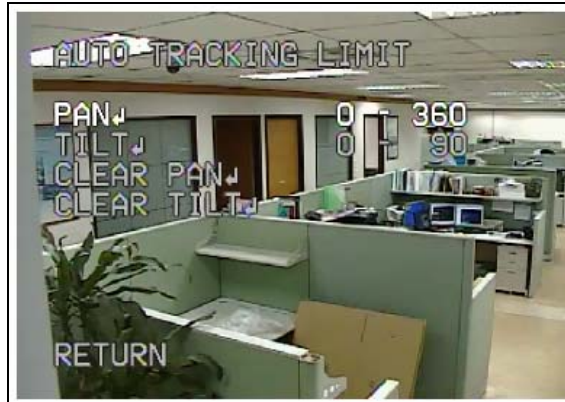 AUTO TRACKING LIMIT
PAN↲ 0 - 360
TILT↲ 0 - 90
CLEAR PAN↲
CLEAR TILT↲
RETURN